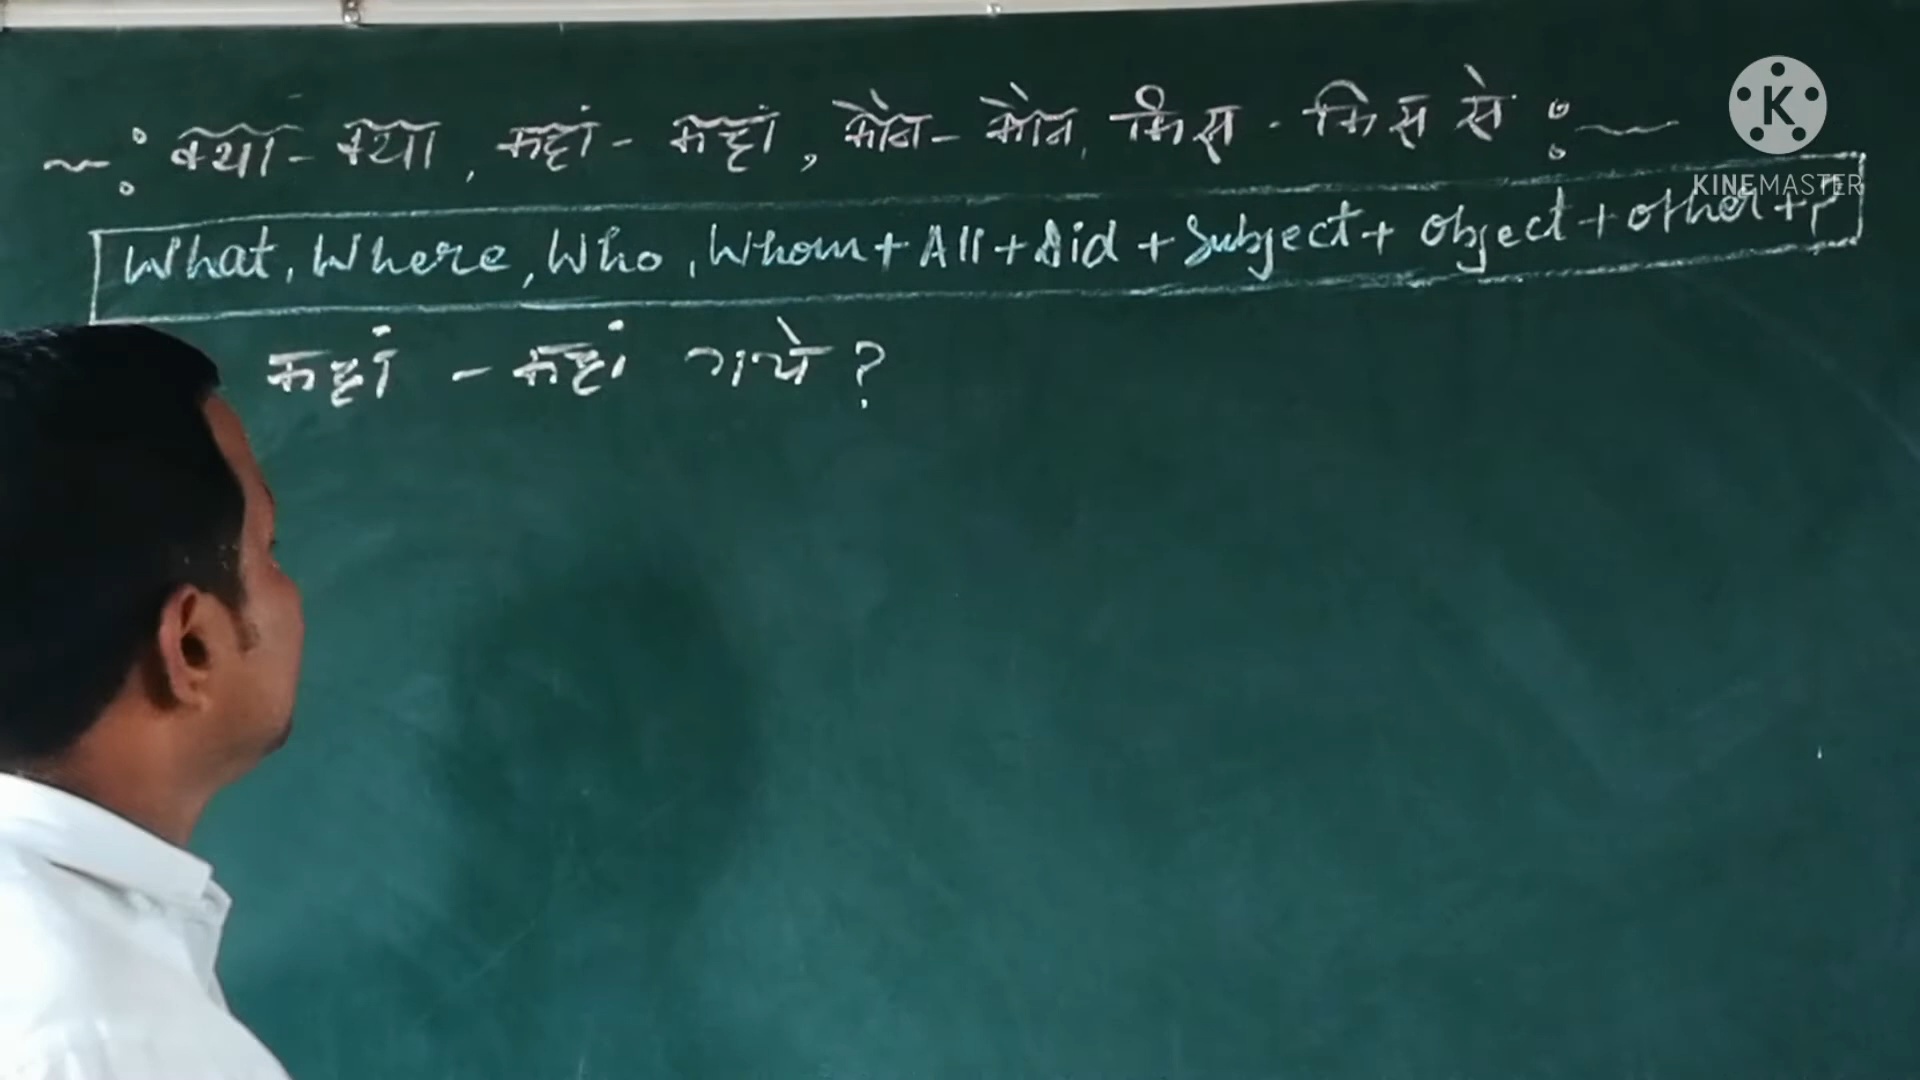 ~: क्या - क्या, कहां - कहां, कौन - कौन, किस - किस से :~
What, Where, Who, Whom + All + Did + Subject + Object + Other + ?
कहां - कहां गये ?
K
KINEMASTER